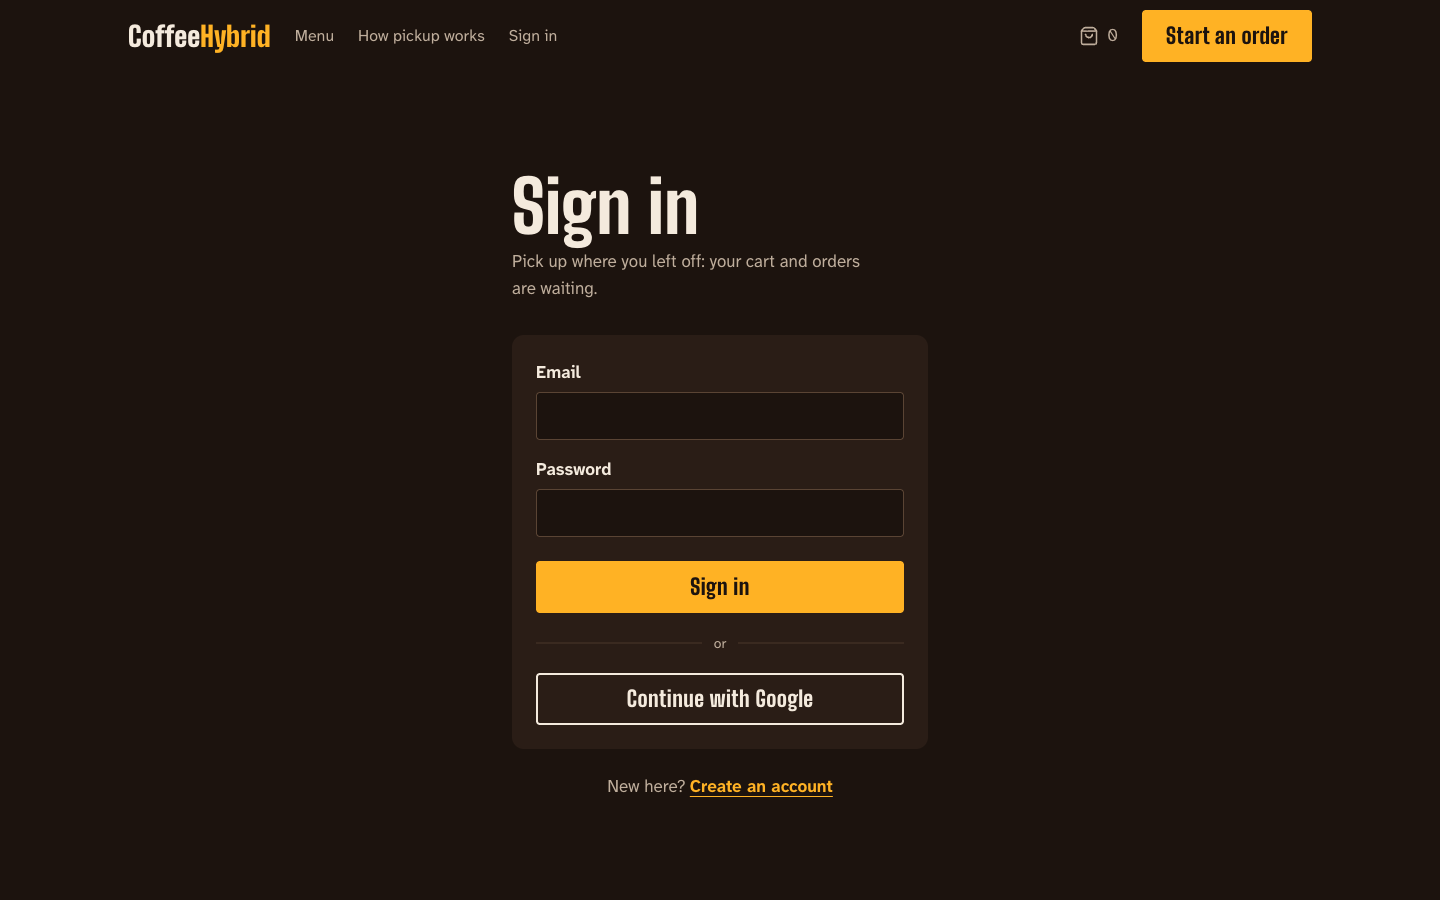 CoffeeHybrid Menu How pickup works Sign in 0 Start an order
Sign in
Pick up where you left off: your cart and orders
are waiting.
Email
Password
Sign in
or
Continue with Google
New here? Create an account